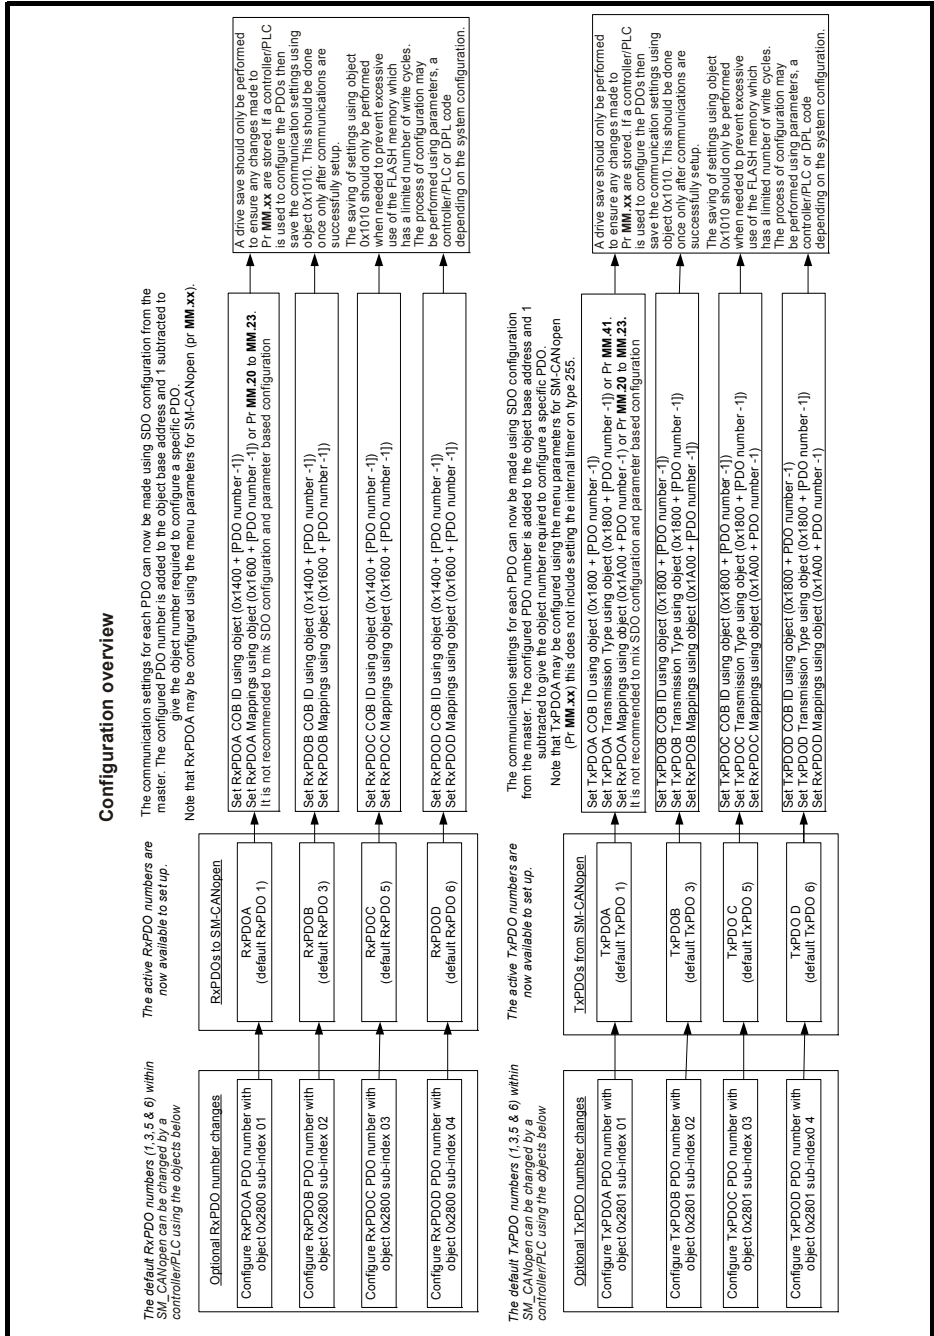 Configuration overview
The default RxPDO numbers (1,3,5 & 6) within
SM_CANopen can be changed by a
controller/PLC using the objects below
Optional RxPDO number changes
Configure RxPDOA PDO number with
object 0x2800 sub-index 01
Configure RxPDOB PDO number with
object 0x2800 sub-index 02
Configure RxPDOC PDO number with
object 0x2800 sub-index 03
Configure RxPDOD PDO number with
object 0x2800 sub-index 04
The active RxPDO numbers are
now available to set up.
RxPDOs to SM-CANopen
RxPDOA
(default RxPDO 1)
RxPDOB
(default RxPDO 3)
RxPDOC
(default RxPDO 5)
RxPDOD
(default RxPDO 6)
The communication settings for each PDO can now be made using SDO configuration from the
master. The configured PDO number is added to the object base address and 1 subtracted to
give the object number required to configure a specific PDO.
Note that RxPDOA may be configured using the menu parameters for SM-CANopen (pr MM.xx).
Set RxPDOA COB ID using object (0x1400 + [PDO number -1])
Set RxPDOA Mappings using object (0x1600 + [PDO number -1]) or Pr MM.20 to MM.23.
It is not recommended to mix SDO configuration and parameter based configuration
Set RxPDOB COB ID using object (0x1400 + [PDO number -1])
Set RxPDOB Mappings using object (0x1600 + [PDO number -1])
Set RxPDOC COB ID using object (0x1400 + [PDO number -1])
Set RxPDOC Mappings using object (0x1600 + [PDO number -1])
Set RxPDOD COB ID using object (0x1400 + [PDO number -1])
Set RxPDOD Mappings using object (0x1600 + [PDO number -1])
A drive save should only be performed
to ensure any changes made to
Pr MM.xx are stored. If a controller/PLC
is used to configure the PDOs then
save the communication settings using
object 0x1010. This should be done
once only after communications are
successfully setup.
The saving of settings using object
0x1010 should only be performed
when needed to prevent excessive
use of the FLASH memory which
has a limited number of write cycles.
The process of configuration may
be performed using parameters, a
controller/PLC or DPL code
depending on the system configuration.
The default TxPDO numbers (1,3,5 & 6) within
SM_CANopen can be changed by a
controller/PLC using the objects below
Optional TxPDO number changes
Configure TxPDOA PDO number with
object 0x2801 sub-index 01
Configure TxPDOB PDO number with
object 0x2801 sub-index 02
Configure TxPDOC PDO number with
object 0x2801 sub-index 03
Configure TxPDOD PDO number with
object 0x2801 sub-index0 4
The active TxPDO numbers are
now available to set up.
TxPDOs from SM-CANopen
TxPDOA
(default TxPDO 1)
TxPDOB
(default TxPDO 3)
TxPDO C
(default TxPDO 5)
TxPDO D
(default TxPDO 6)
The communication settings for each PDO can now be made using SDO configuration
from the master. The configured PDO number is added to the object base address and 1
subtracted to give the object number required to configure a specific PDO.
Note that TxPDOA may be configured using the menu parameters for SM-CANopen
(Pr MM.xx) this does not include setting the internal timer on type 255.
Set TxPDOA COB ID using object (0x1800 + [PDO number -1])
Set TxPDOA Transmission Type using object (0x1800 + [PDO number -1]) or Pr MM.41.
Set RxPDOA Mappings using object (0x1A00 + PDO number -1) or Pr MM.20 to MM.23.
It is not recommended to mix SDO configuration and parameter based configuration
Set TxPDOB COB ID using object (0x1800 + [PDO number -1])
Set TxPDOB Transmission Type using object (0x1800 + [PDO number -1])
Set RxPDOB Mappings using object (0x1A00 + [PDO number -1])
Set TxPDOC COB ID using object (0x1800 + [PDO number -1])
Set TxPDOC Transmission Type using object (0x1800 + [PDO number -1])
Set RxPDOC Mappings using object (0x1A00 + PDO number -1)
Set TxPDOD COB ID using object (0x1800 + PDO number -1)
Set TxPDOD Transmission Type using object (0x1800 + [PDO number -1])
Set RxPDOD Mappings using object (0x1A00 + PDO number -1)
A drive save should only be performed
to ensure any changes made to
Pr MM.xx are stored. If a controller/PLC
is used to configure the PDOs then
save the communication settings using
object 0x1010. This should be done
once only after communications are
successfully setup.
The saving of settings using object
0x1010 should only be performed
when needed to prevent excessive
use of the FLASH memory which
has a limited number of write cycles.
The process of configuration may
be performed using parameters, a
controller/PLC or DPL code
depending on the system configuration.